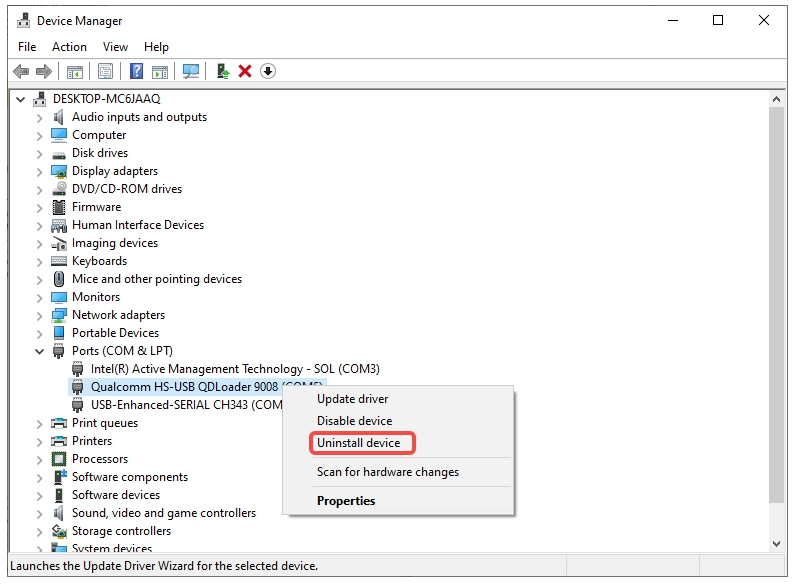 Device Manager
File Action View Help
DESKTOP-MC6JAAQ
Audio inputs and outputs
Computer
Disk drives
Display adapters
DVD/CD-ROM drives
Firmware
Human Interface Devices
Imaging devices
Keyboards
Mice and other pointing devices
Monitors
Network adapters
Portable Devices
Ports (COM & LPT)
Intel(R) Active Management Technology - SOL (COM3)
Qualcomm HS-USB QDLoader 9008 (COM5)
USB-Enhanced-SERIAL CH343 (COM
Update driver
Disable device
Uninstall device
Scan for hardware changes
Properties
Print queues
Printers
Processors
Software components
Software devices
Sound, video and game controllers
Storage controllers
System devices
Launches the Update Driver Wizard for the selected device.